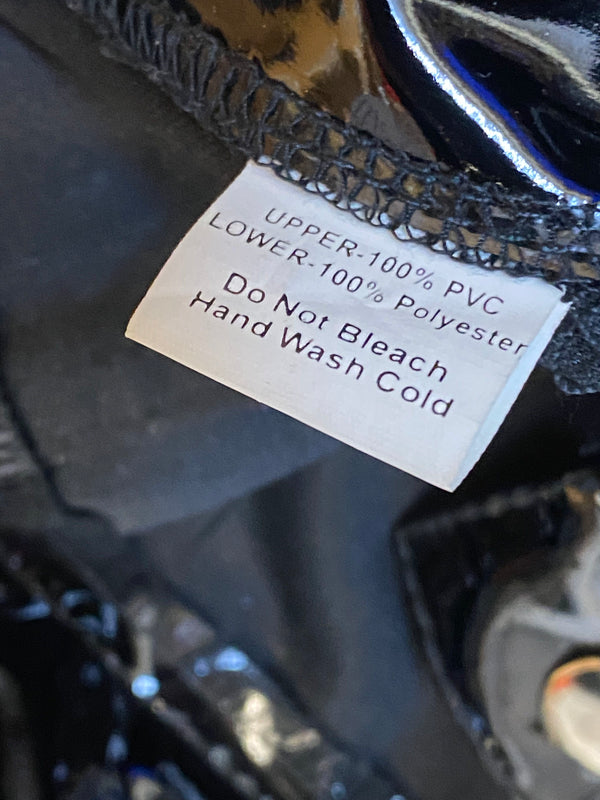 UPPER-100% PVC
LOWER-100% Polyester
Do Not Bleach
Hand Wash Cold